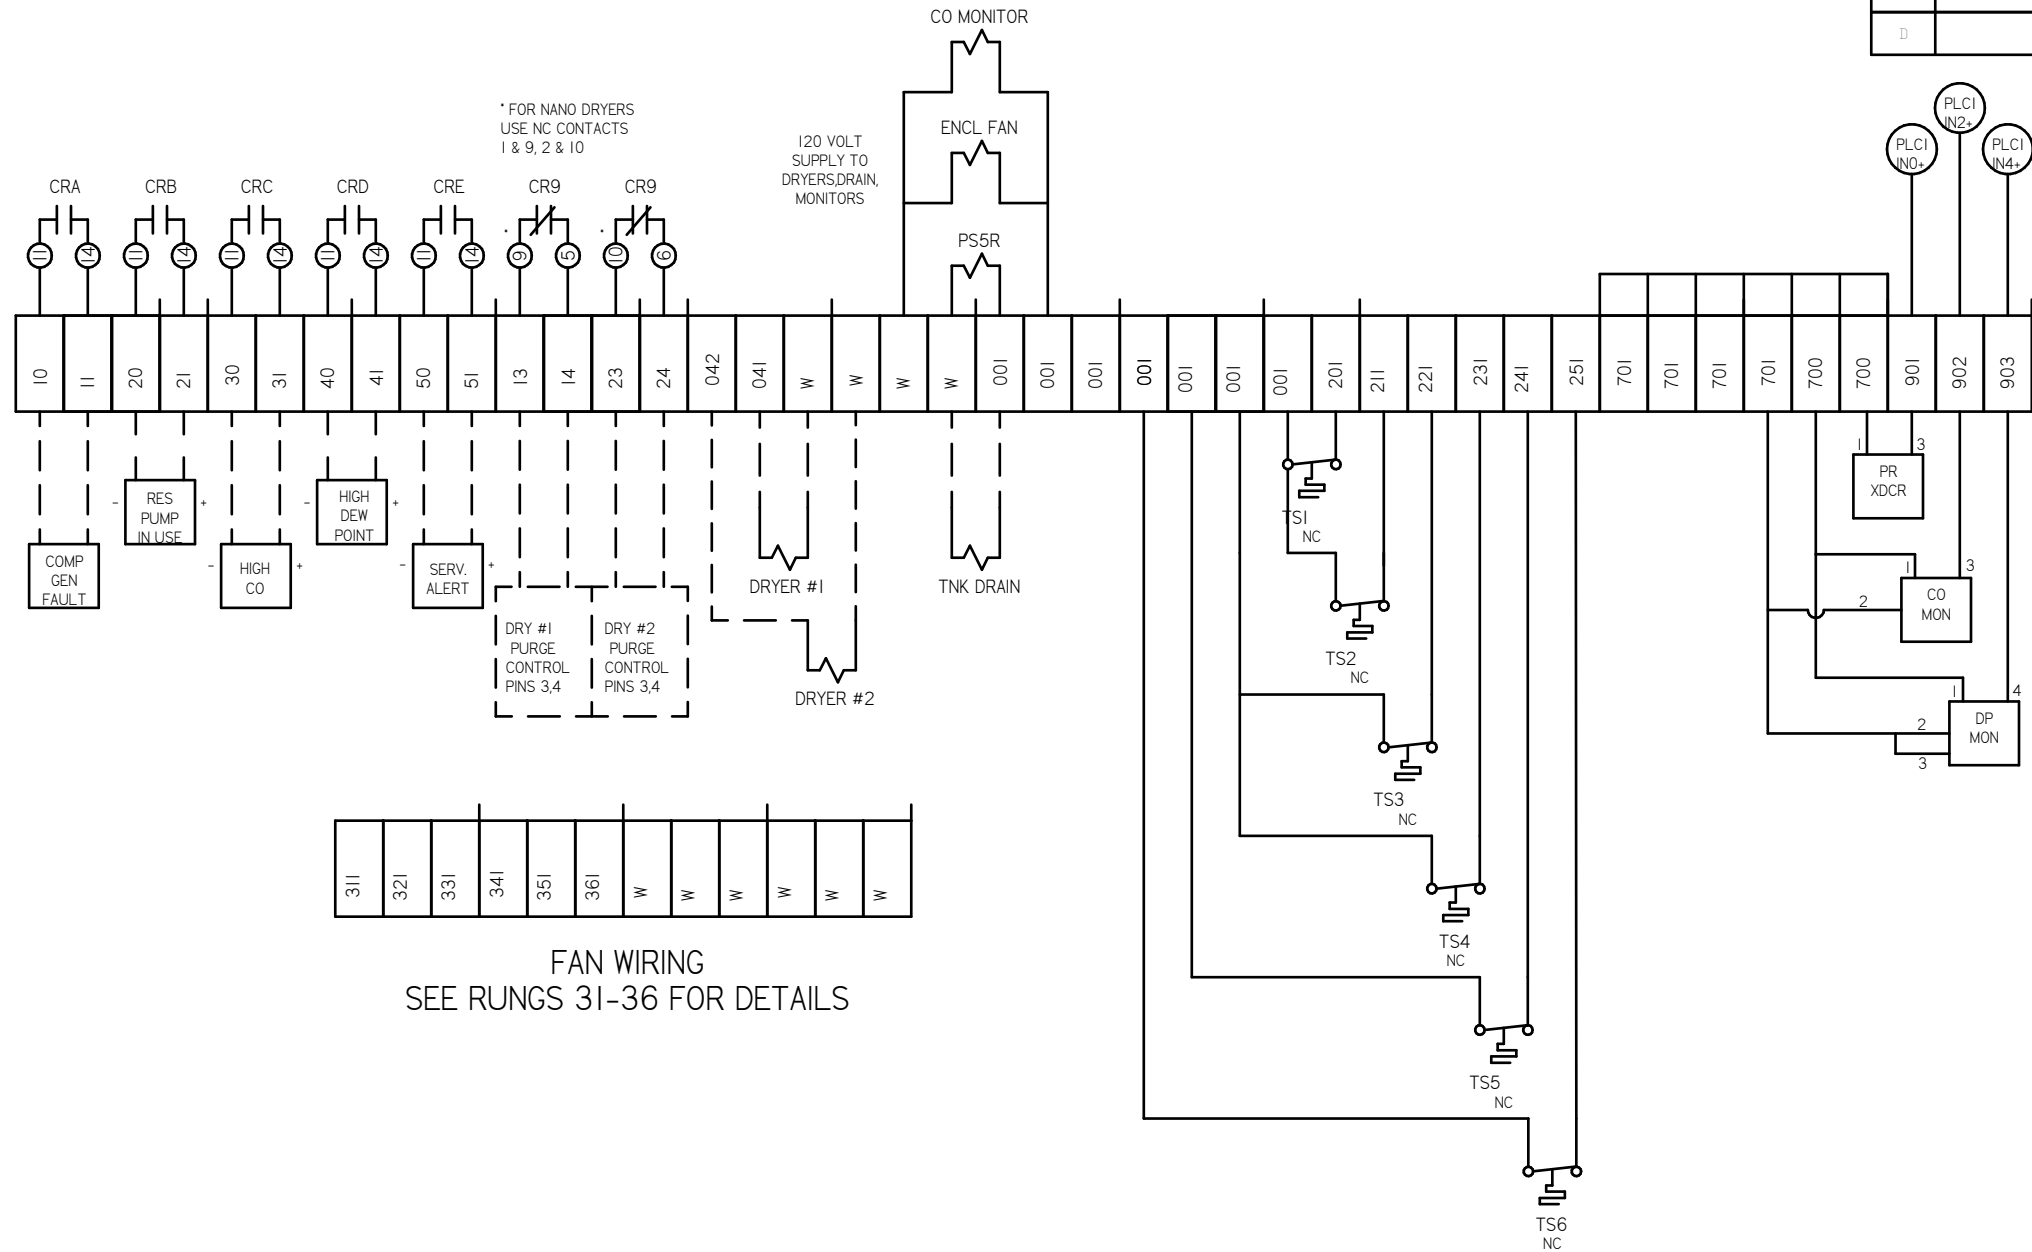 CO MONITOR
D
* FOR NANO DRYERS
USE NC CONTACTS
1 & 9, 2 & 10
120 VOLT
SUPPLY TO
DRYERS,DRAIN,
MONITORS
ENCL FAN
PS5R
PLC1
IN0+
PLC1
IN2+
PLC1
IN4+
CRA
CRB
CRC
CRD
CRE
CR9
CR9
* *
11 14 11 14 11 14 11 14 11 14 9 5 10 6
10 11 20 21 30 31 40 41 50 51 13 14 23 24 042 041 W W W W 001 001 001 001 001 001 001 201 211 221 231 241 251 701 701 701 701 700 700 901 902 903
COMP
GEN
FAULT
- +
RES
PUMP
IN USE
- +
HIGH
CO
- +
HIGH
DEW
POINT
- +
SERV.
ALERT
DRY #1
PURGE
CONTROL
PINS 3,4
DRY #2
PURGE
CONTROL
PINS 3,4
DRYER #1
DRYER #2
TNK DRAIN
TS1
NC
TS2
NC
TS3
NC
TS4
NC
TS5
NC
TS6
NC
1 3
PR
XDCR
1 3
2
CO
MON
1 4
2
3
DP
MON
311 321 331 341 351 361 W W W W W W
FAN WIRING
SEE RUNGS 31-36 FOR DETAILS